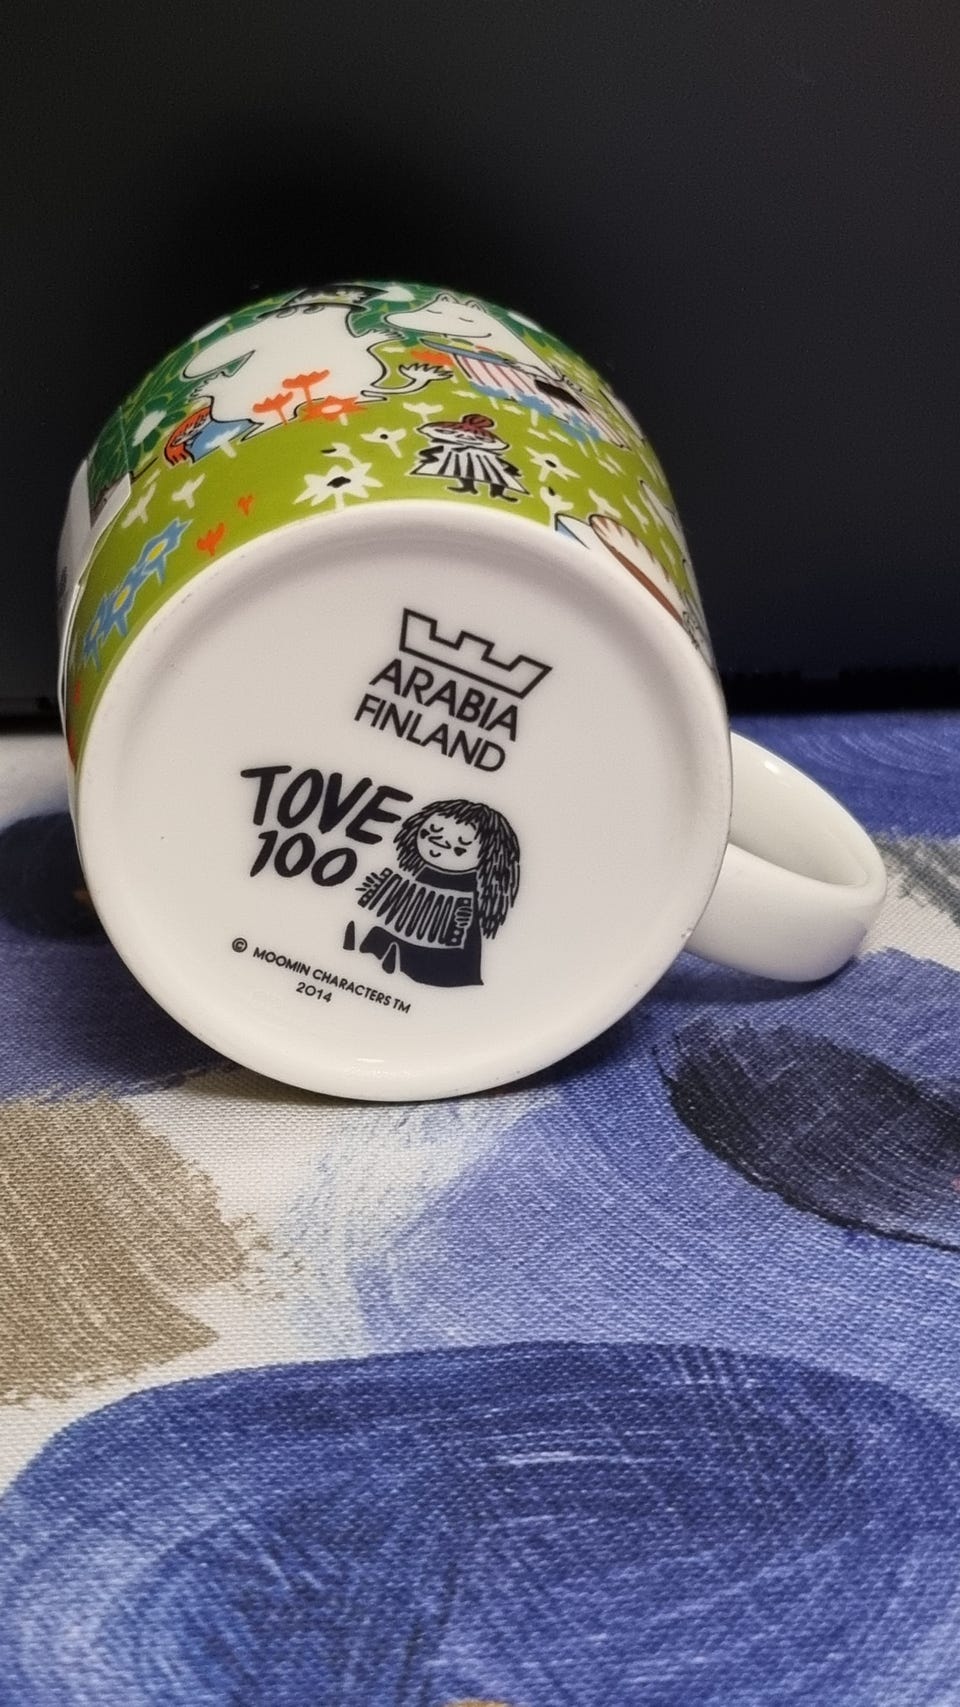 ARABIA
FINLAND
TOVE
100
© MOOMIN CHARACTERS TM
2014